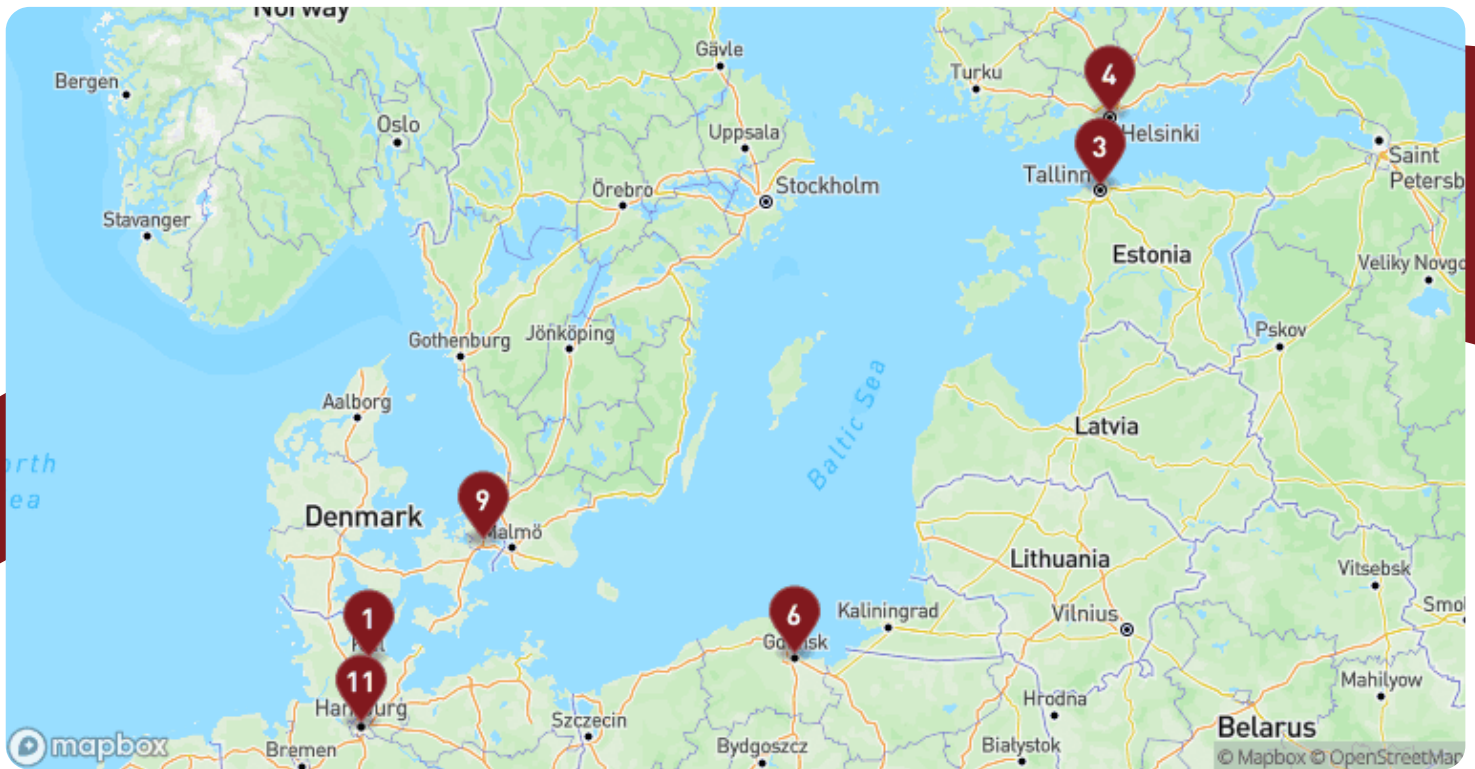 Norway
Gävle
Bergen
Turku
4
Oslo
Uppsala
Helsinki
3
Saint
Petersb
Tallinn
Örebro
Stockholm
Stavanger
Estonia
Veliky Novgo
Gothenburg
Jönköping
Pskov
Aalborg
Baltic Sea
Latvia
orth
ea
9
Denmark
Malmö
Lithuania
Vitsebsk
1
6
Kaliningrad
Vilnius
Smol
Gdansk
11
Hamburg
Mahilyow
Hrodna
Szczecin
Belarus
mapbox
Bremen
Bydgoszcz
Białystok
© Mapbox © OpenStreetMap